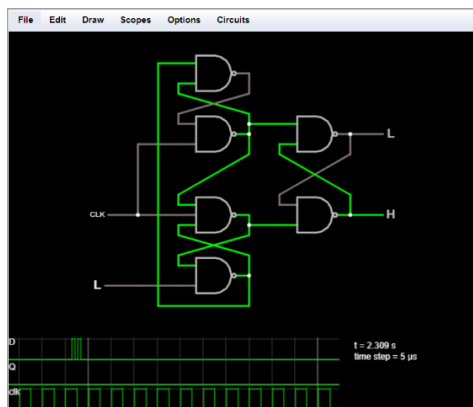 File Edit Draw Scopes Options Circuits
L
CLK
H
L
D
t = 2.309 s
time step = 5 µs
Q
clk